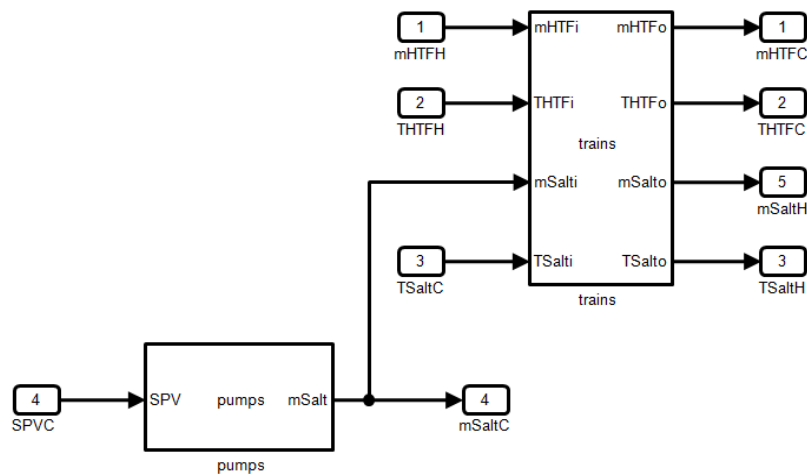 1 mHTFi mHTFo 1
mHTFH mHTFC
2 THTFi THTFo 2
THTFH THTFC
trains
mSalti mSalto 5
mSaltH
3 TSalti TSalto 3
TSaltC trains TSaltH
4 SPV pumps mSalt 4
SPVC mSaltC
pumps